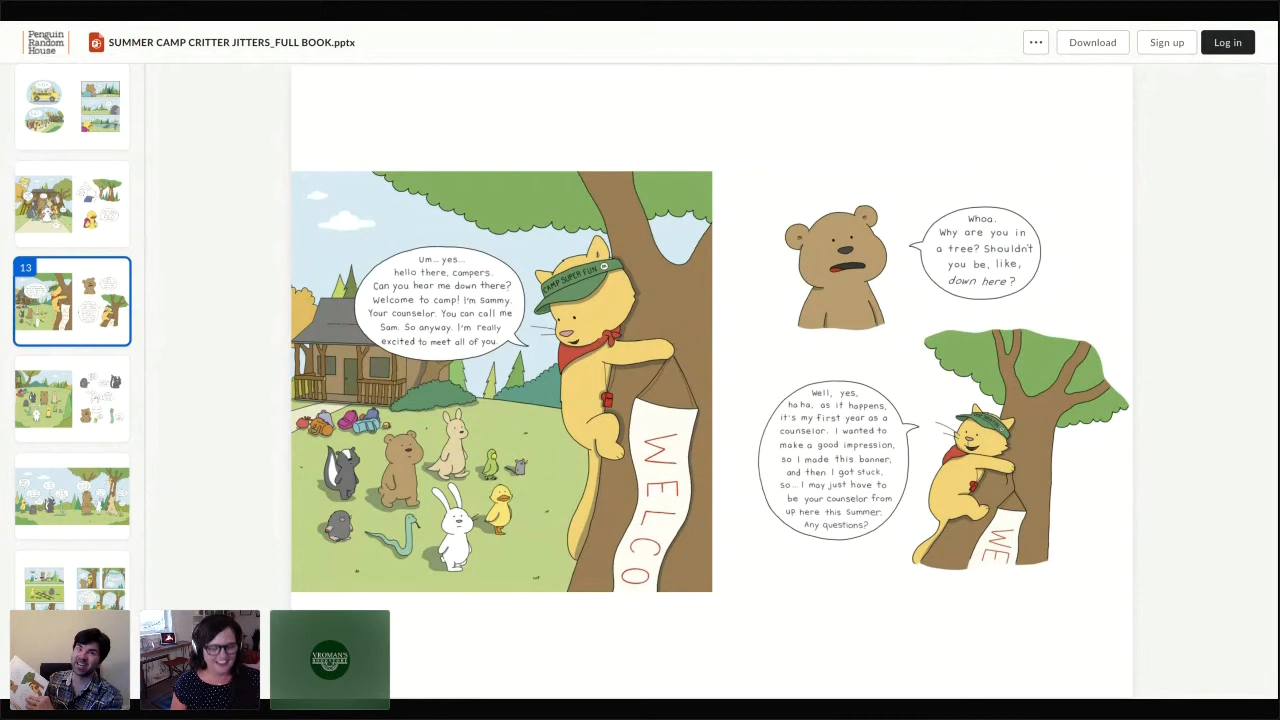 Penguin
Random
House
SUMMER CAMP CRITTER JITTERS_FULL BOOK.pptx
Download
Sign up
Log in
13
CAMP SUPER FUN
Um... yes...
hello there, campers.
Can you hear me down there?
Welcome to camp! I'm Sammy.
Your counselor. You can call me
Sam. So anyway. I'm really
excited to meet all of you.
WELCO
Whoa.
Why are you in
a tree? Shouldn't
you be, like,
down here?
Well, yes,
ha ha, as it happens,
it's my first year as a
counselor. I wanted to
make a good impression,
so I made this banner,
and then I got stuck,
so... I may just have to
be your counselor from
up here this summer.
Any questions?
WE
VROMAN'S
BOOKSTORE